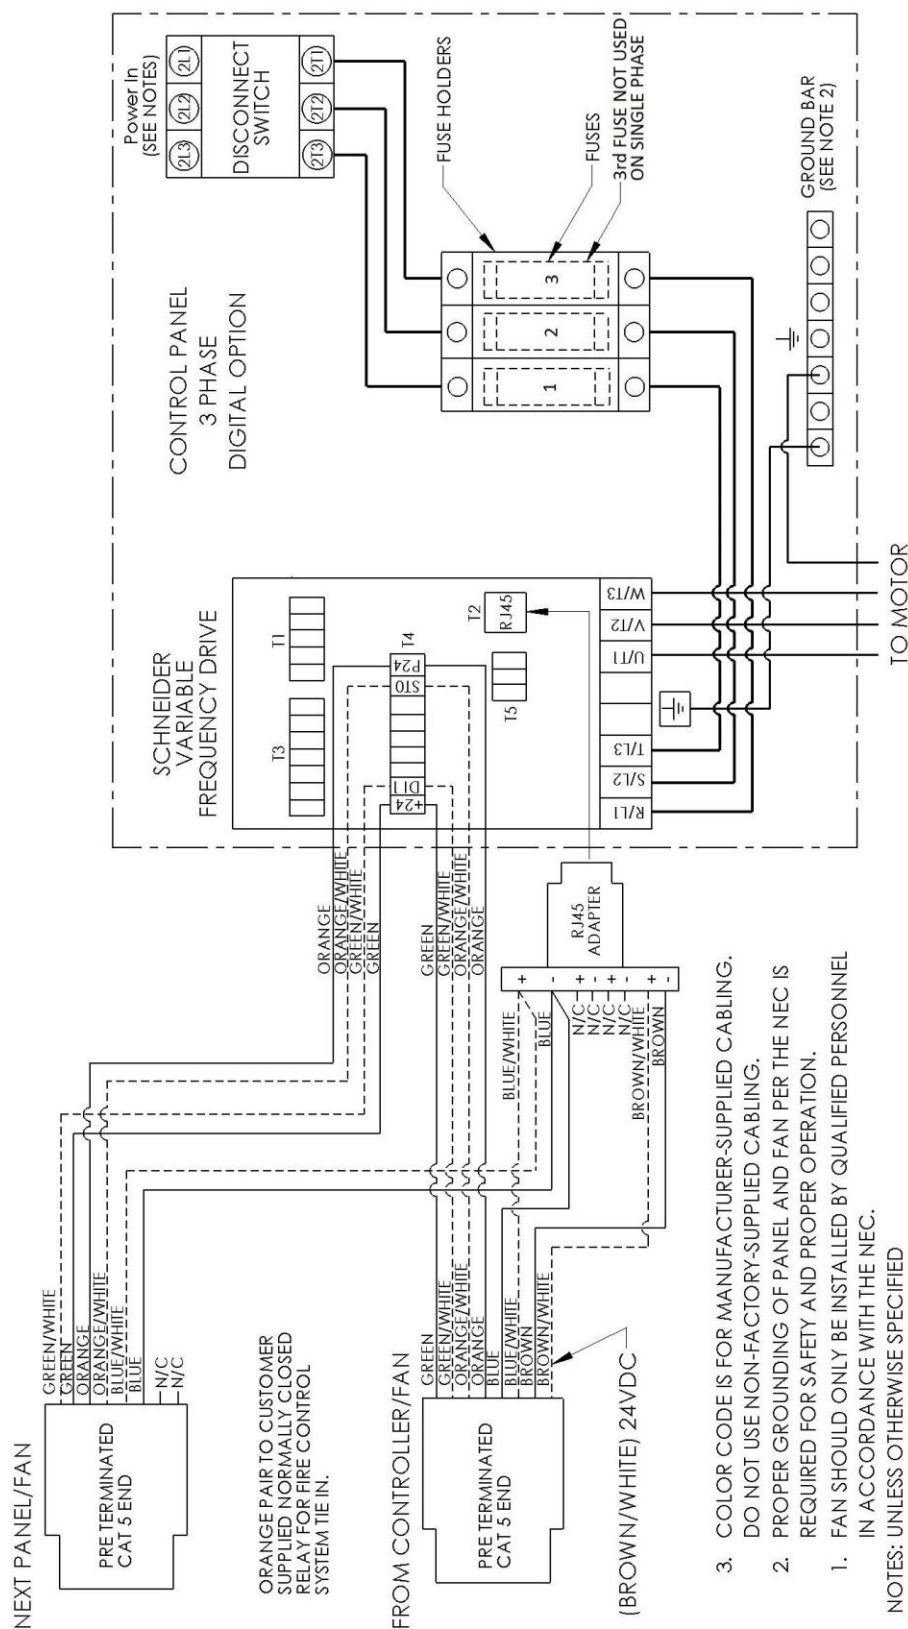 NEXT PANEL/FAN
PRE TERMINATED
CAT 5 END
GREEN/WHITE
GREEN
ORANGE
ORANGE/WHITE
BLUE/WHITE
BLUE
N/C
N/C
ORANGE PAIR TO CUSTOMER
SUPPLIED NORMALLY CLOSED
RELAY FOR FIRE CONTROL
SYSTEM TIE IN.
FROM CONTROLLER/FAN
PRE TERMINATED
CAT 5 END
GREEN
GREEN/WHITE
ORANGE/WHITE
ORANGE
BLUE
BLUE/WHITE
BROWN
BROWN/WHITE
(BROWN/WHITE) 24VDC
ORANGE
ORANGE/WHITE
GREEN/WHITE
GREEN
GREEN
GREEN/WHITE
ORANGE/WHITE
ORANGE
BLUE/WHITE
BLUE
N/C
N/C
N/C
N/C
BROWN/WHITE
BROWN
+
-
+
-
+
-
+
-
RJ45
ADAPTER
SCHNEIDER
VARIABLE
FREQUENCY DRIVE
T3
T1
+24
DI1
ST0
P24
T4
T5
T2
RJ45
R/L1
S/L2
T/L3
U/T1
V/T2
W/T3
TO MOTOR
CONTROL PANEL
3 PHASE
DIGITAL OPTION
Power In
(SEE NOTES)
2L3
2L2
2L1
DISCONNECT
SWITCH
2T3
2T2
2T1
FUSE HOLDERS
1
2
3
FUSES
3rd FUSE NOT USED
ON SINGLE PHASE
GROUND BAR
(SEE NOTE 2)
3. COLOR CODE IS FOR MANUFACTURER-SUPPLIED CABLING.
DO NOT USE NON-FACTORY-SUPPLIED CABLING.
2. PROPER GROUNDING OF PANEL AND FAN PER THE NEC IS
REQUIRED FOR SAFETY AND PROPER OPERATION.
1. FAN SHOULD ONLY BE INSTALLED BY QUALIFIED PERSONNEL
IN ACCORDANCE WITH THE NEC.
NOTES: UNLESS OTHERWISE SPECIFIED